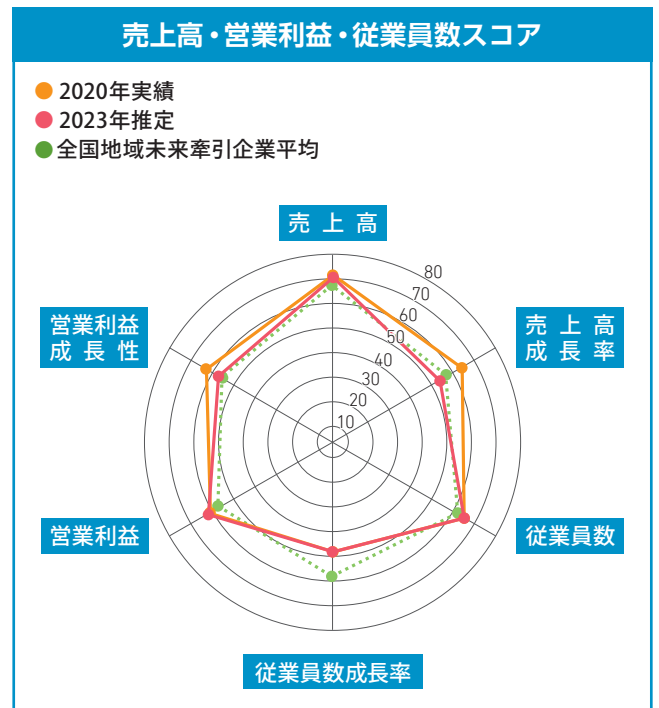 売上高・営業利益・従業員数スコア
2020年実績
2023年推定
全国地域未来牽引企業平均
売上高
80
70
60
50
40
30
20
10
営業利益
成長性
売上高
成長率
営業利益
従業員数
従業員数成長率